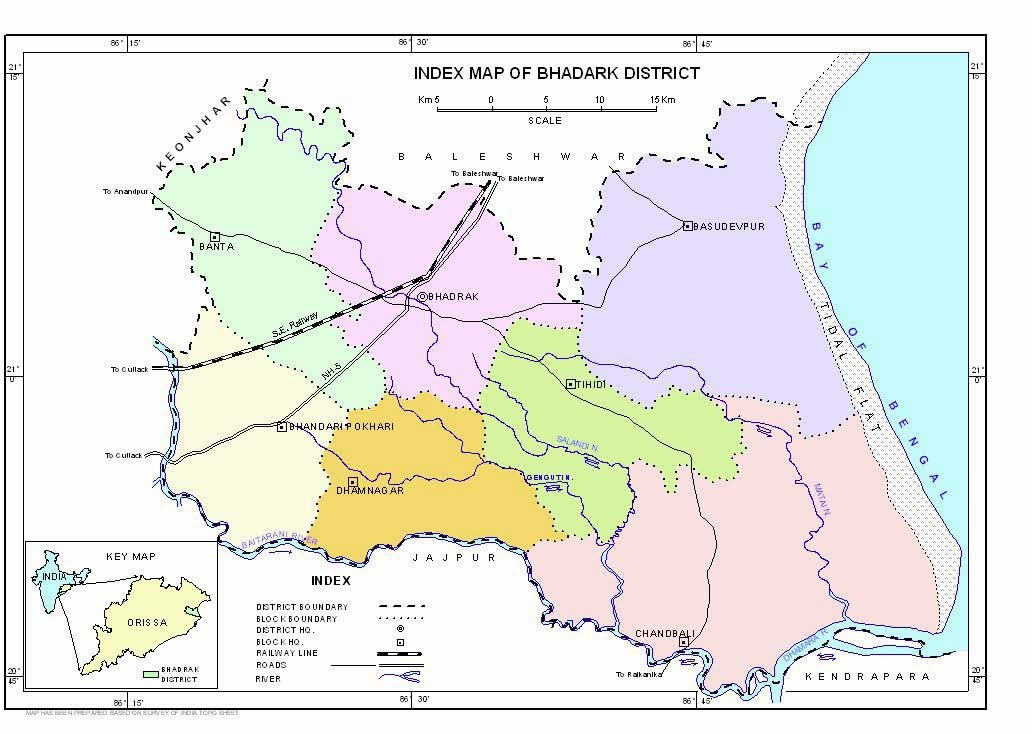 86° 15'
86° 30'
86° 45'
21° 15'
21° 15'
INDEX MAP OF BHADARK DISTRICT
Km 5 0 5 10 15 Km
SCALE
KEONJHAR
BALESHWAR
To Baleshwar
To Baleshwar
To Anandpur
BANTA
BASUDEVPUR
BHADRAK
S.E. Railway
NH-5
BAY OF BENGAL
TIDAL FLAT
To Cuttack
21° 0'
21° 0'
TIHIDI
BHANDARI POKHARI
To Cuttack
SALANDI N.
GENGUTI N.
DHAMNAGAR
MATAI N.
BAITARANI RIVER
JAJPUR
KEY MAP
INDIA
ORISSA
BHADRAK
DISTRICT
INDEX
DISTRICT BOUNDARY
BLOCK BOUNDARY
DISTRICT HQ.
BLOCK HQ.
RAILWAY LINE
ROADS
RIVER
CHANDBALI
DHAMARA R.
To Rajkanika
KENDRAPARA
20° 45'
20° 45'
86° 15'
86° 30'
86° 45'
MAP HAS BEEN PREPARED BASED ON SURVEY OF INDIA TOPO SHEET.